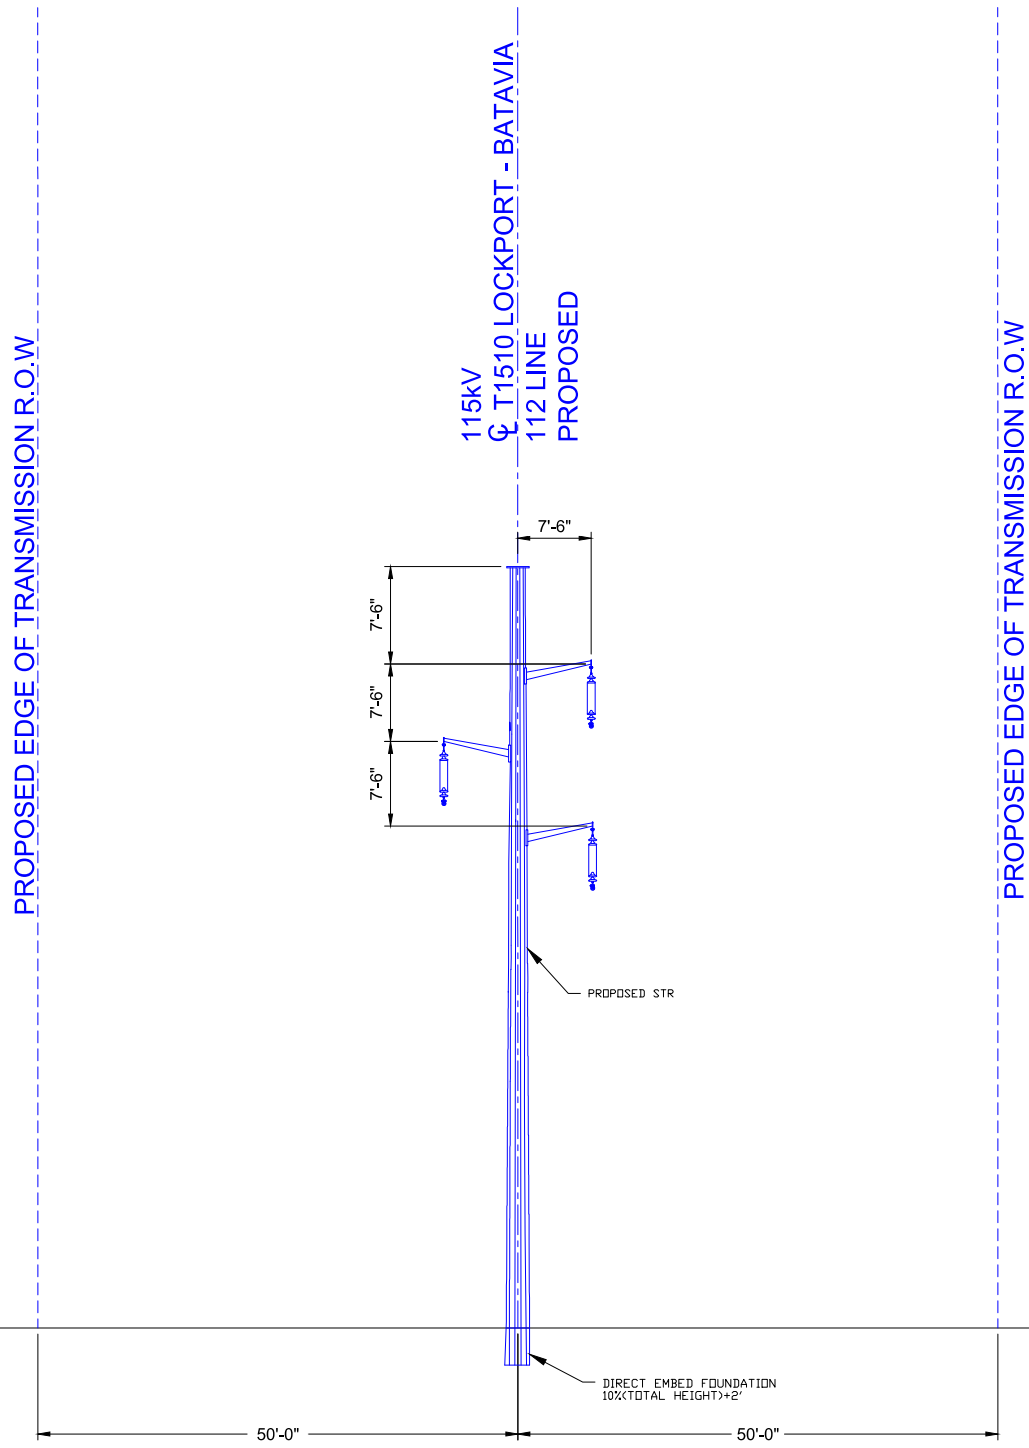 115kV
℄ T1510 LOCKPORT - BATAVIA
112 LINE
PROPOSED
PROPOSED EDGE OF TRANSMISSION R.O.W
PROPOSED EDGE OF TRANSMISSION R.O.W
7'-6"
7'-6"
7'-6"
7'-6"
PROPOSED STR
DIRECT EMBED FOUNDATION
10%(TOTAL HEIGHT)+2'
50'-0"
50'-0"